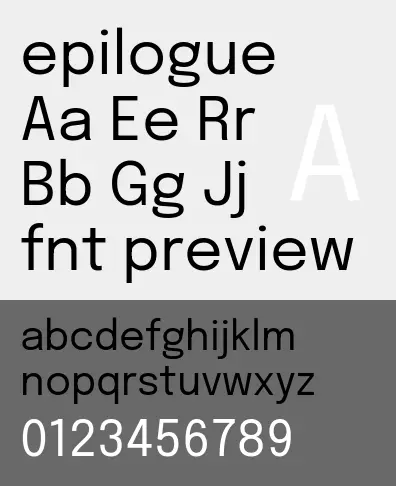 epilogue
Aa Ee Rr
A
Bb Gg Jj
fnt preview
abcdefghijklm
nopqrstuvwxyz
0123456789